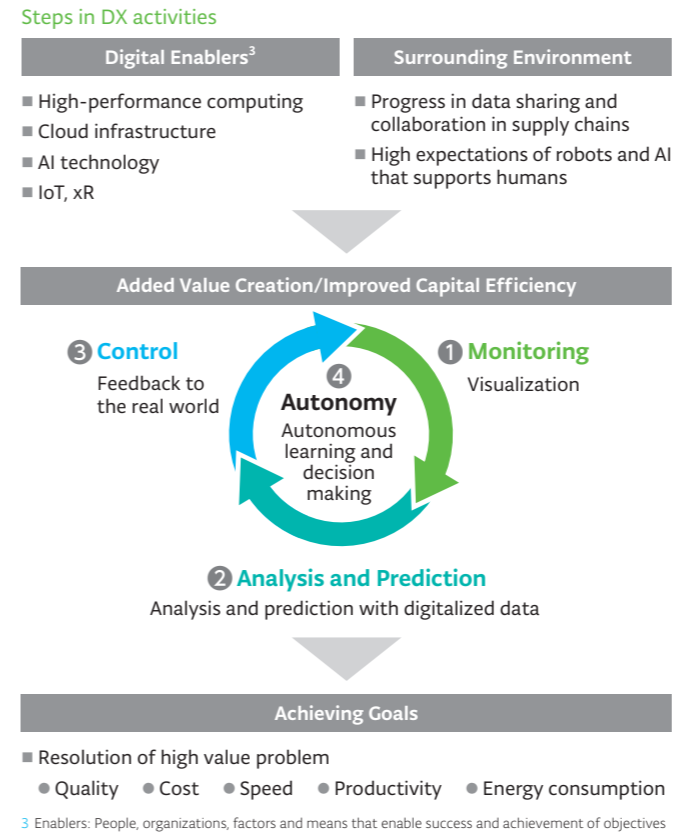 Steps in DX activities
Digital Enablers3
Surrounding Environment
■ High-performance computing
■ Cloud infrastructure
■ AI technology
■ IoT, xR
■ Progress in data sharing and
collaboration in supply chains
■ High expectations of robots and AI
that supports humans
Added Value Creation/Improved Capital Efficiency
3 Control
Feedback to
the real world
1 Monitoring
Visualization
4
Autonomy
Autonomous
learning and
decision
making
2 Analysis and Prediction
Analysis and prediction with digitalized data
Achieving Goals
■ Resolution of high value problem
● Quality ● Cost ● Speed ● Productivity ● Energy consumption
3 Enablers: People, organizations, factors and means that enable success and achievement of objectives